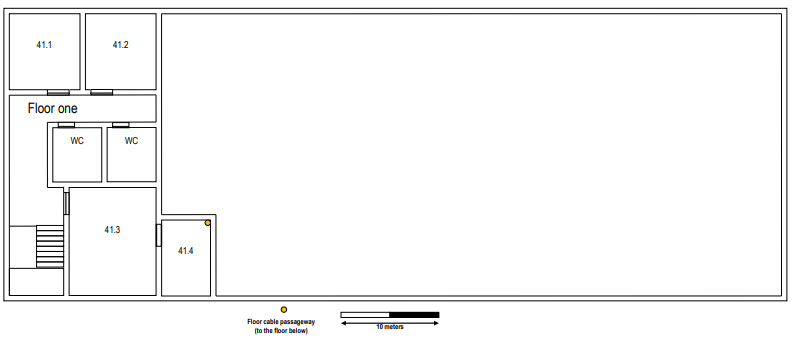 41.1
41.2
Floor one
WC
WC
41.3
41.4
Floor cable passageway
(to the floor below)
10 meters